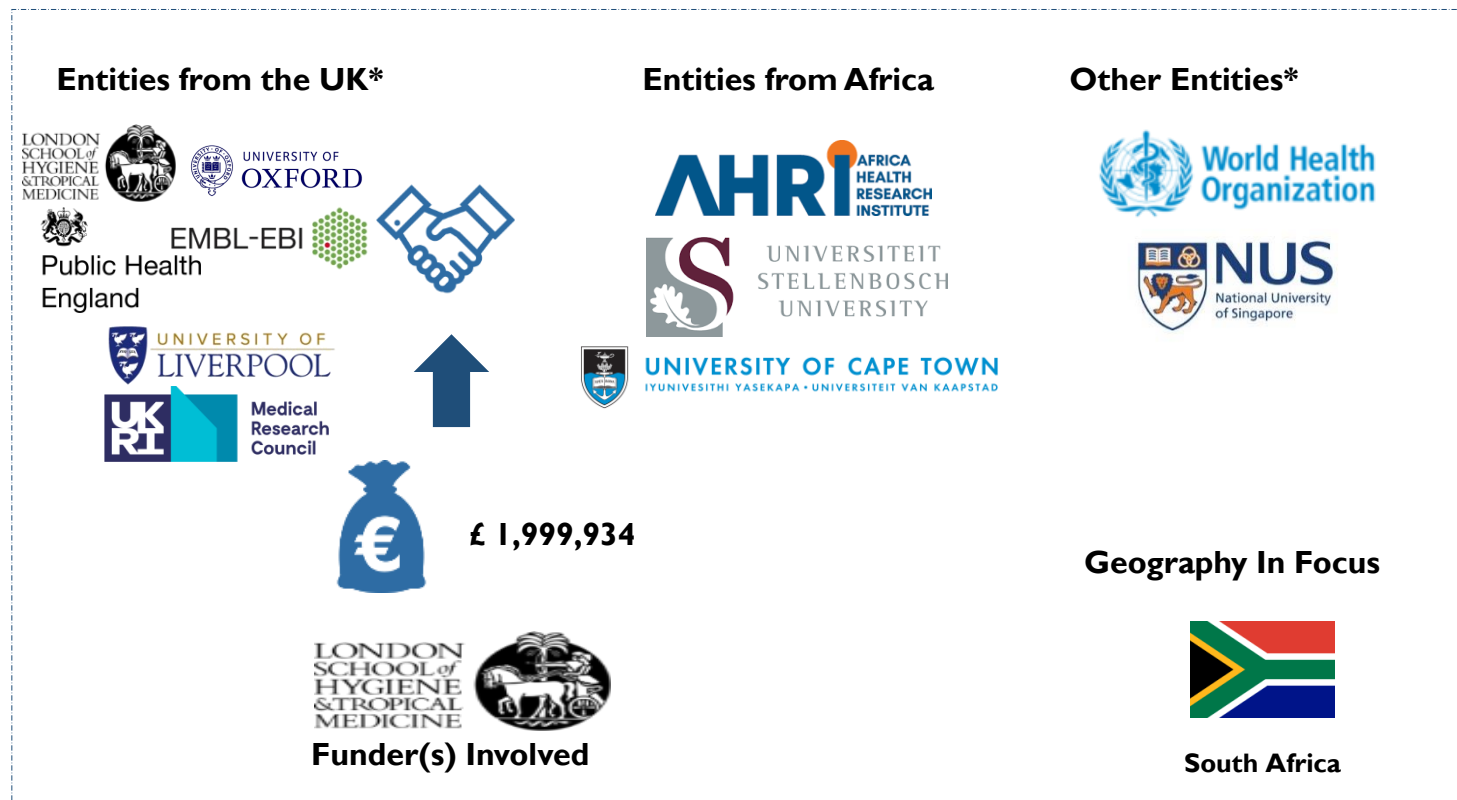 Entities from the UK*
LONDON
SCHOOL of
HYGIENE
&TROPICAL
MEDICINE
UNIVERSITY OF
OXFORD
EMBL-EBI
Public Health
England
UNIVERSITY OF
LIVERPOOL
UK
RI
Medical
Research
Council
Entities from Africa
AHRI
AFRICA
HEALTH
RESEARCH
INSTITUTE
UNIVERSITEIT
STELLENBOSCH
UNIVERSITY
UNIVERSITY OF CAPE TOWN
IYUNIVESITHI YASEKAPA • UNIVERSITEIT VAN KAAPSTAD
Other Entities*
World Health
Organization
NUS
National University
of Singapore
€
£ 1,999,934
LONDON
SCHOOL of
HYGIENE
&TROPICAL
MEDICINE
Funder(s) Involved
Geography In Focus
South Africa